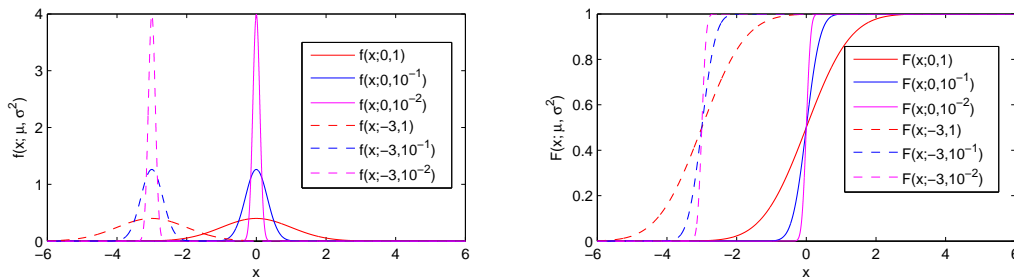 f(x; μ, σ²)
4
3
2
1
0
−6 −4 −2 0 2 4 6
x
f(x;0,1)
f(x;0,10⁻¹)
f(x;0,10⁻²)
f(x;−3,1)
f(x;−3,10⁻¹)
f(x;−3,10⁻²)
F(x; μ, σ²)
1
0.8
0.6
0.4
0.2
0
−6 −4 −2 0 2 4 6
x
F(x;0,1)
F(x;0,10⁻¹)
F(x;0,10⁻²)
F(x;−3,1)
F(x;−3,10⁻¹)
F(x;−3,10⁻²)